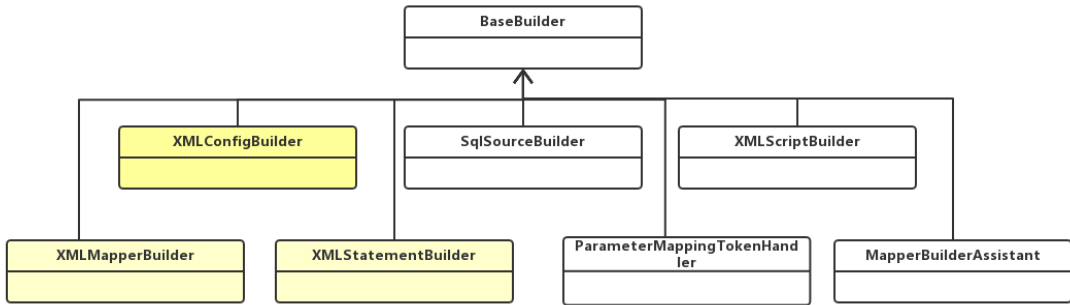 BaseBuilder
XMLConfigBuilder
SqlSourceBuilder
XMLScriptBuilder
XMLMapperBuilder
XMLStatementBuilder
ParameterMappingTokenHand
ler
MapperBuilderAssistant